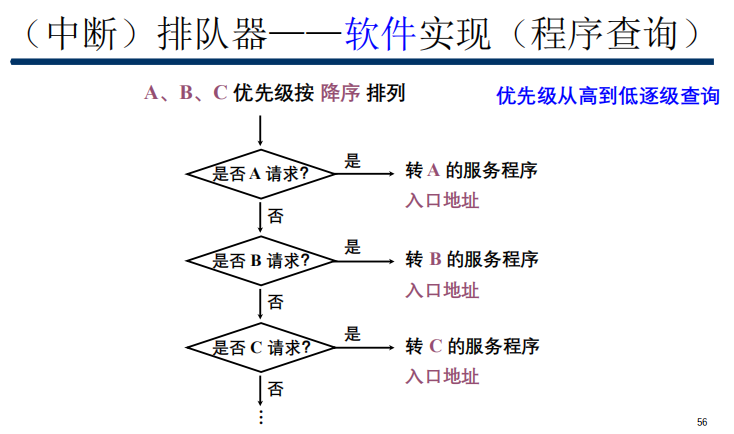 （中断）排队器——软件实现（程序查询）
A、B、C 优先级按 降序 排列
优先级从高到低逐级查询
是否 A 请求？
是
转 A 的服务程序
入口地址
否
是否 B 请求？
是
转 B 的服务程序
入口地址
否
是否 C 请求？
是
转 C 的服务程序
入口地址
否
…
56